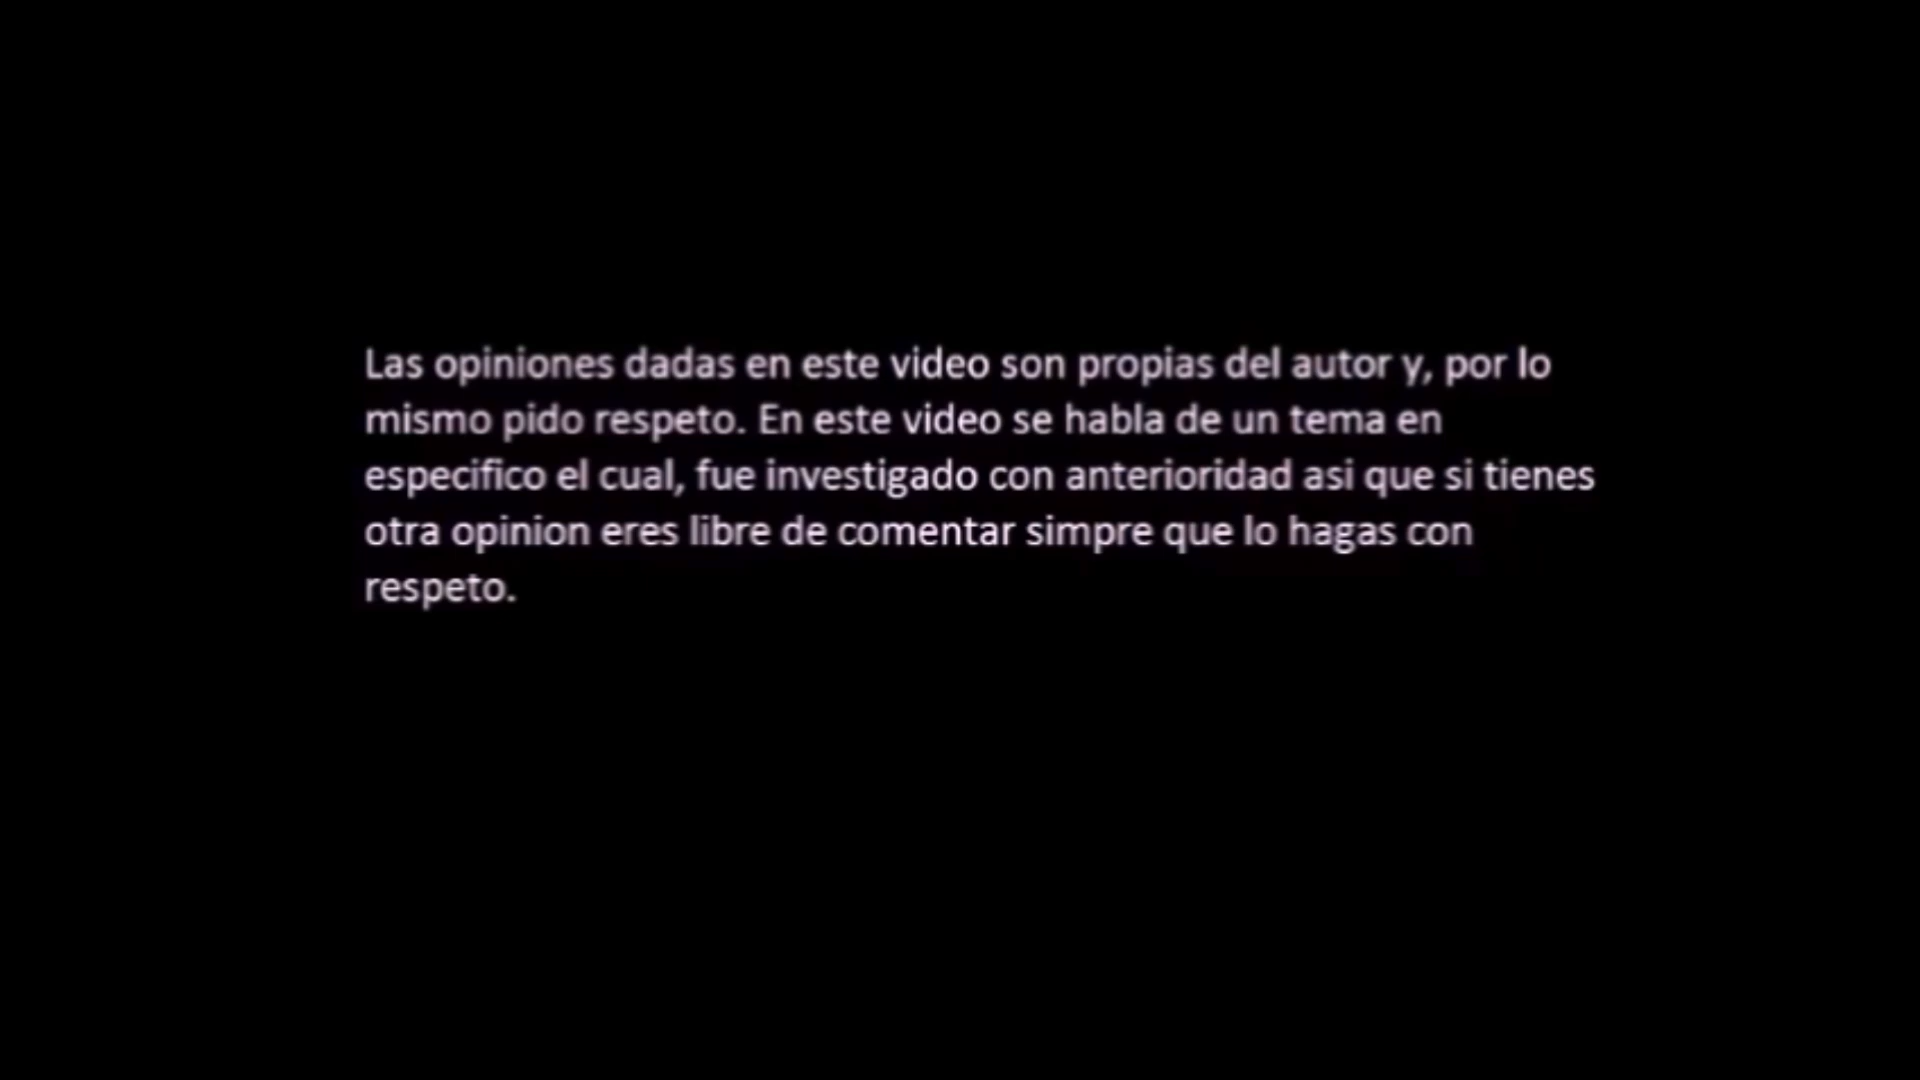 Las opiniones dadas en este video son propias del autor y, por lo
mismo pido respeto. En este video se habla de un tema en
especifico el cual, fue investigado con anterioridad asi que si tienes
otra opinion eres libre de comentar simpre que lo hagas con
respeto.